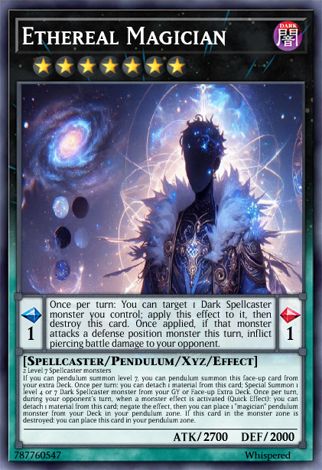 Ethereal Magician
DARK
闇
Once per turn: You can target 1 Dark Spellcaster
monster you control; apply this effect to it, then
destroy this card. Once applied, if that monster
attacks a defense position monster this turn, inflict
piercing battle damage to your opponent.
1
1
[Spellcaster/Pendulum/Xyz/Effect]
2 Level 7 Spellcaster monsters
If you can pendulum summon level 7, you can pendulum summon this face-up card from
your extra Deck. Once per turn: you can detach 1 material from this card; Special Summon 1
level 4 or 7 Dark Spellcaster monster from your GY or Face-up Extra Deck. Once per turn,
during your opponent's turn, when a monster effect is activated (Quick Effect): you can
detach 1 material from this card; negate the effect, then you can place 1 "magician" pendulum
monster from your Deck in your pendulum zone. If this card in the monster zone is
destroyed: you can place this card in your pendulum zone.
ATK/2700 DEF/2000
787760547 Whispered